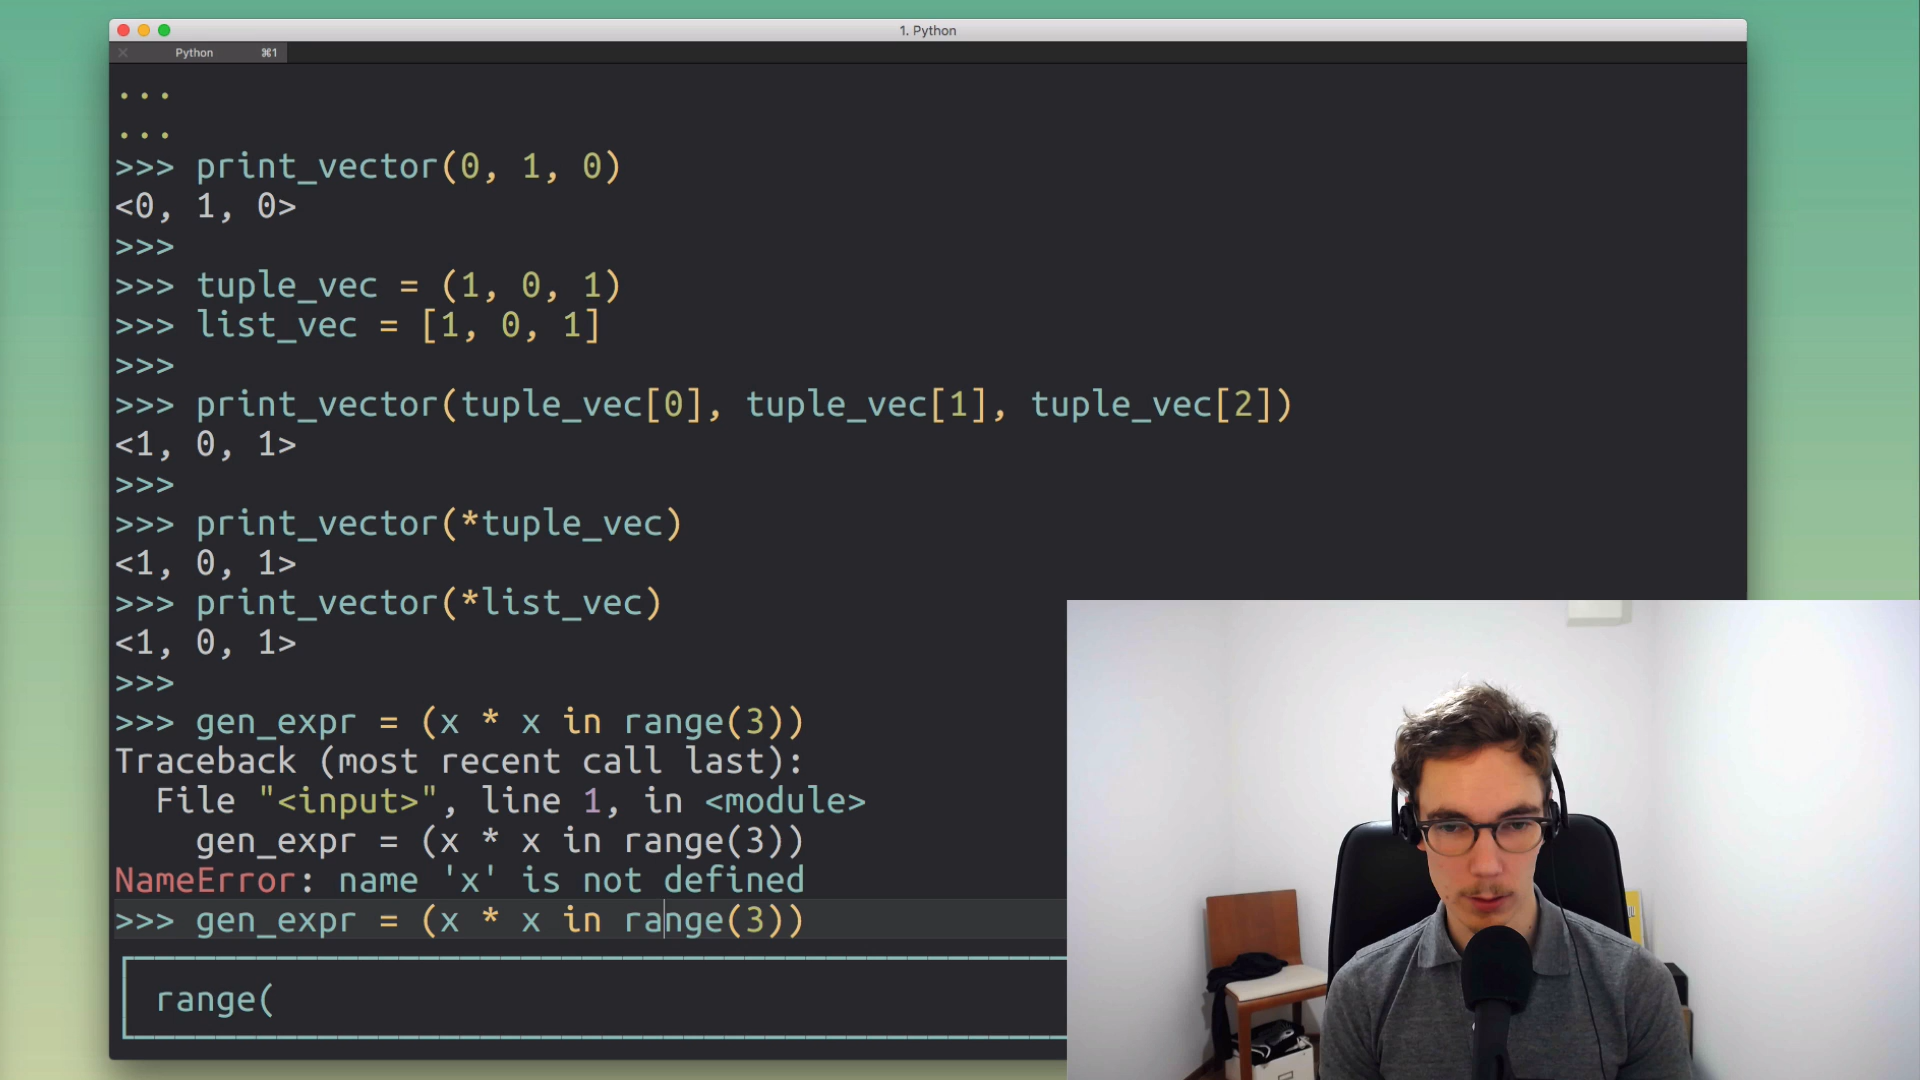 1. Python
Python ⌘1
...
...
>>> print_vector(0, 1, 0)
<0, 1, 0>
>>>
>>> tuple_vec = (1, 0, 1)
>>> list_vec = [1, 0, 1]
>>>
>>> print_vector(tuple_vec[0], tuple_vec[1], tuple_vec[2])
<1, 0, 1>
>>>
>>> print_vector(*tuple_vec)
<1, 0, 1>
>>> print_vector(*list_vec)
<1, 0, 1>
>>>
>>> gen_expr = (x * x in range(3))
Traceback (most recent call last):
  File "<input>", line 1, in <module>
    gen_expr = (x * x in range(3))
NameError: name 'x' is not defined
>>> gen_expr = (x * x in range(3))
range(